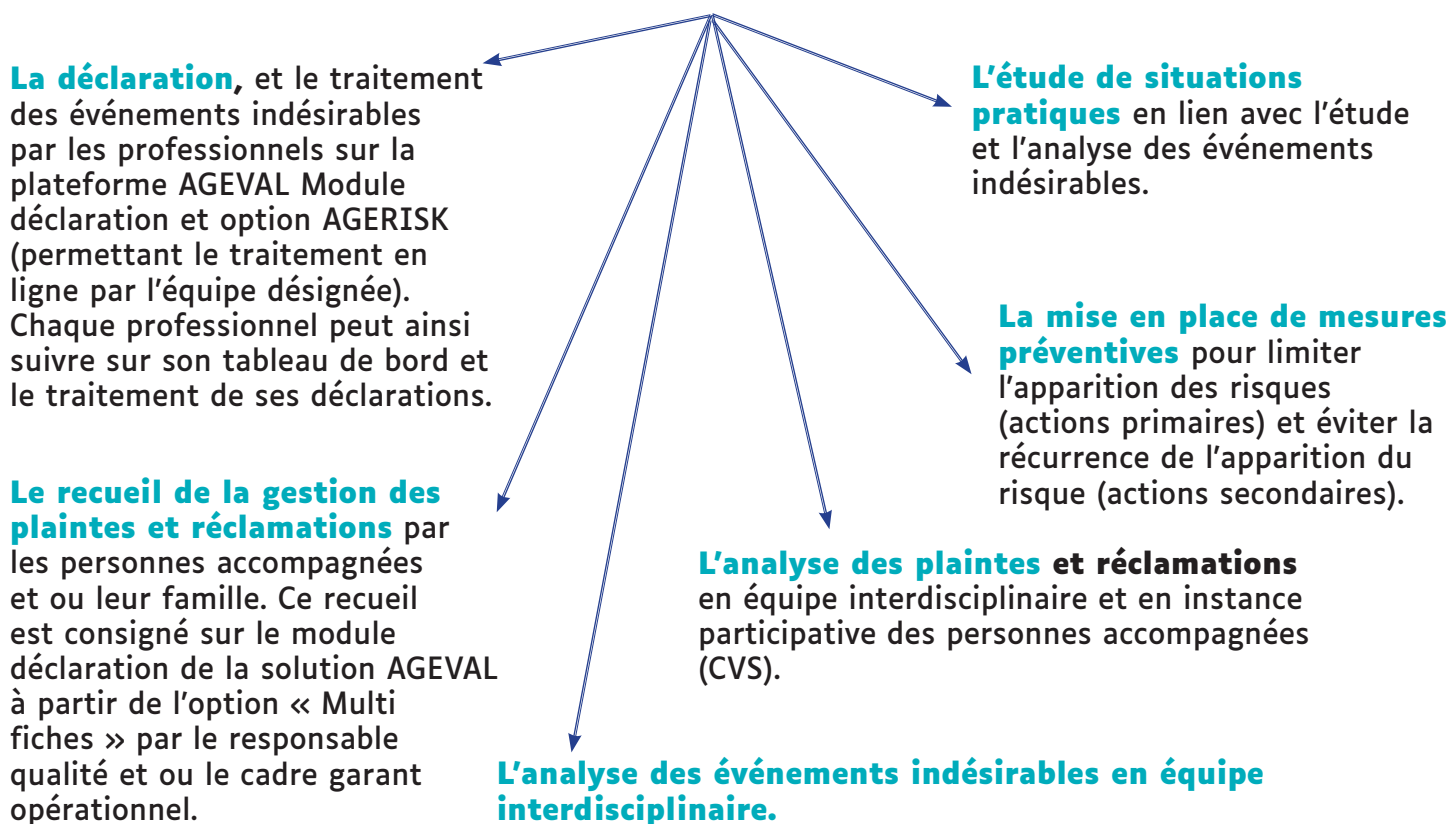 La déclaration, et le traitement
des événements indésirables
par les professionnels sur la
plateforme AGEVAL Module
déclaration et option AGERISK
(permettant le traitement en
ligne par l'équipe désignée).
Chaque professionnel peut ainsi
suivre sur son tableau de bord et
le traitement de ses déclarations.
Le recueil de la gestion des
plaintes et réclamations par
les personnes accompagnées
et ou leur famille. Ce recueil
est consigné sur le module
déclaration de la solution AGEVAL
à partir de l'option « Multi
fiches » par le responsable
qualité et ou le cadre garant
opérationnel.
L'analyse des événements indésirables en équipe
interdisciplinaire.
L'analyse des plaintes et réclamations
en équipe interdisciplinaire et en instance
participative des personnes accompagnées
(CVS).
La mise en place de mesures
préventives pour limiter
l'apparition des risques
(actions primaires) et éviter la
récurrence de l'apparition du
risque (actions secondaires).
L'étude de situations
pratiques en lien avec l'étude
et l'analyse des événements
indésirables.